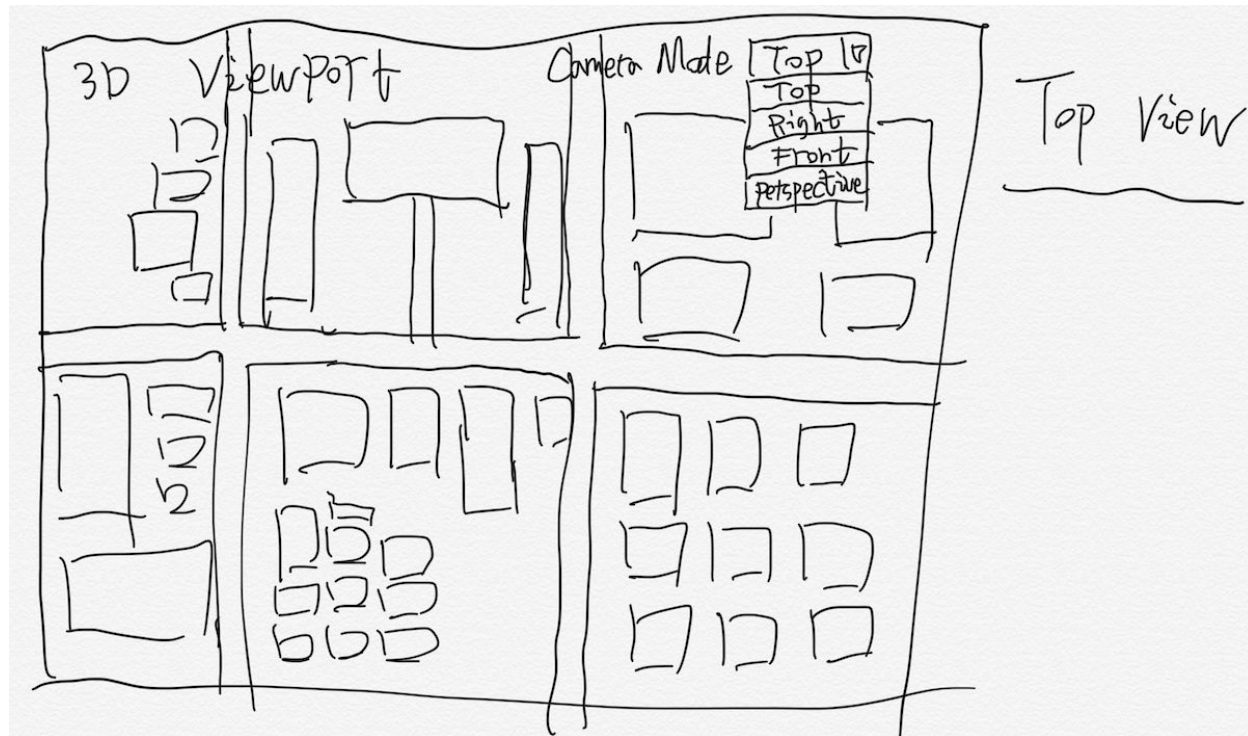 3D Viewport
Camera Mode
Top
Top
Right
Front
Perspective
Top View